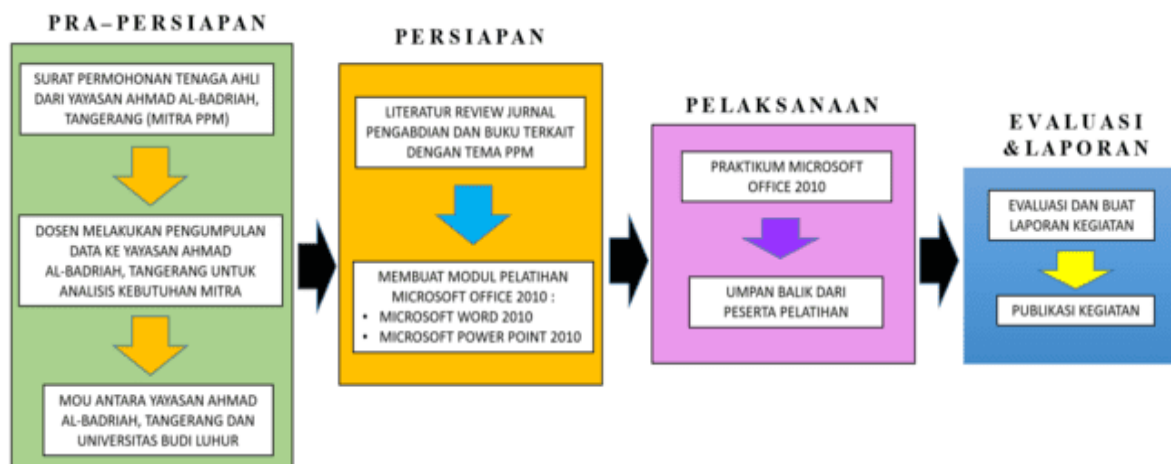 PRA–PERSIAPAN
SURAT PERMOHONAN TENAGA AHLI
DARI YAYASAN AHMAD AL-BADRIAH,
TANGERANG (MITRA PPM)
DOSEN MELAKUKAN PENGUMPULAN
DATA KE YAYASAN AHMAD
AL-BADRIAH, TANGERANG UNTUK
ANALISIS KEBUTUHAN MITRA
MOU ANTARA YAYASAN AHMAD
AL-BADRIAH, TANGERANG DAN
UNIVERSITAS BUDI LUHUR
PERSIAPAN
LITERATUR REVIEW JURNAL
PENGABDIAN DAN BUKU TERKAIT
DENGAN TEMA PPM
MEMBUAT MODUL PELATIHAN
MICROSOFT OFFICE 2010 :
• MICROSOFT WORD 2010
• MICROSOFT POWER POINT 2010
PELAKSANAAN
PRAKTIKUM MICROSOFT
OFFICE 2010
UMPAN BALIK DARI
PESERTA PELATIHAN
EVALUASI
&LAPORAN
EVALUASI DAN BUAT
LAPORAN KEGIATAN
PUBLIKASI KEGIATAN